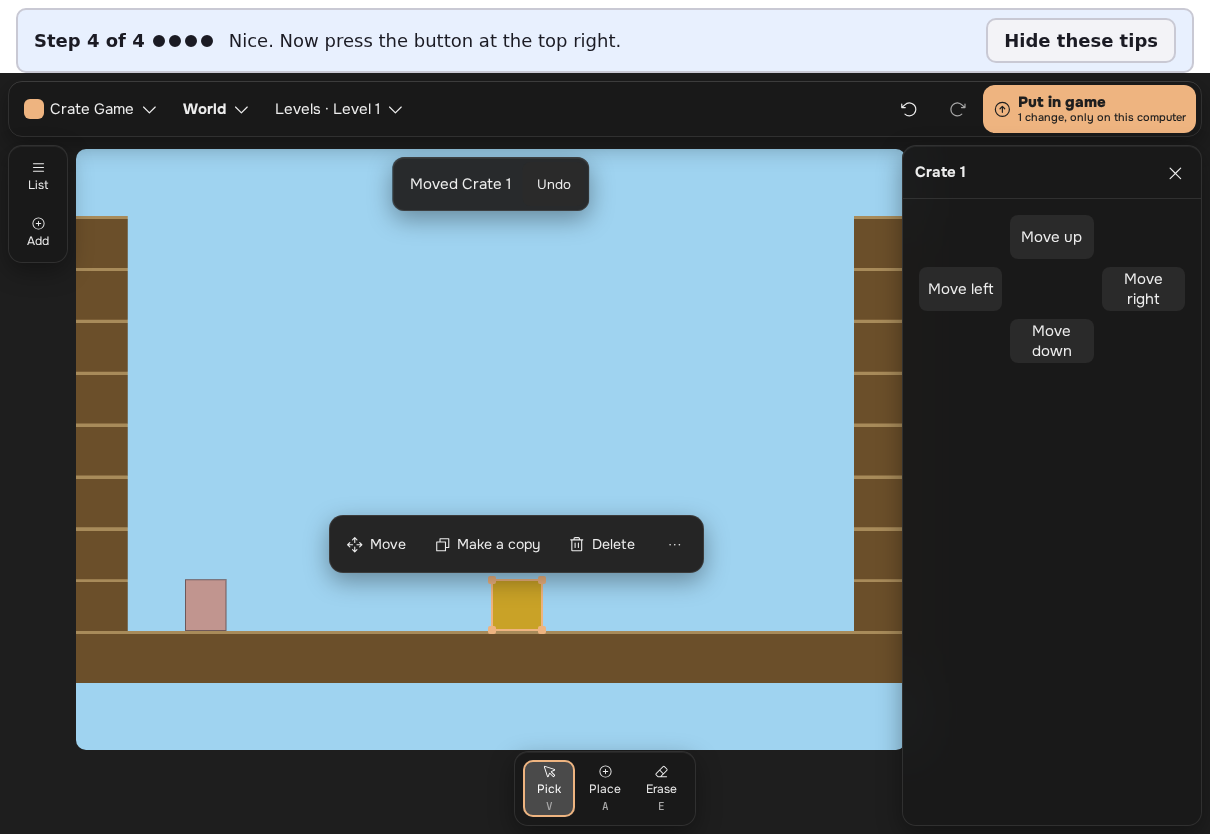 Step 4 of 4 Nice. Now press the button at the top right.
Hide these tips
Crate Game
World
Levels · Level 1
Put in game
1 change, only on this computer
List
Add
Moved Crate 1
Undo
Crate 1
Move up
Move left
Move
right
Move
down
Move
Make a copy
Delete
···
Pick
V
Place
A
Erase
E